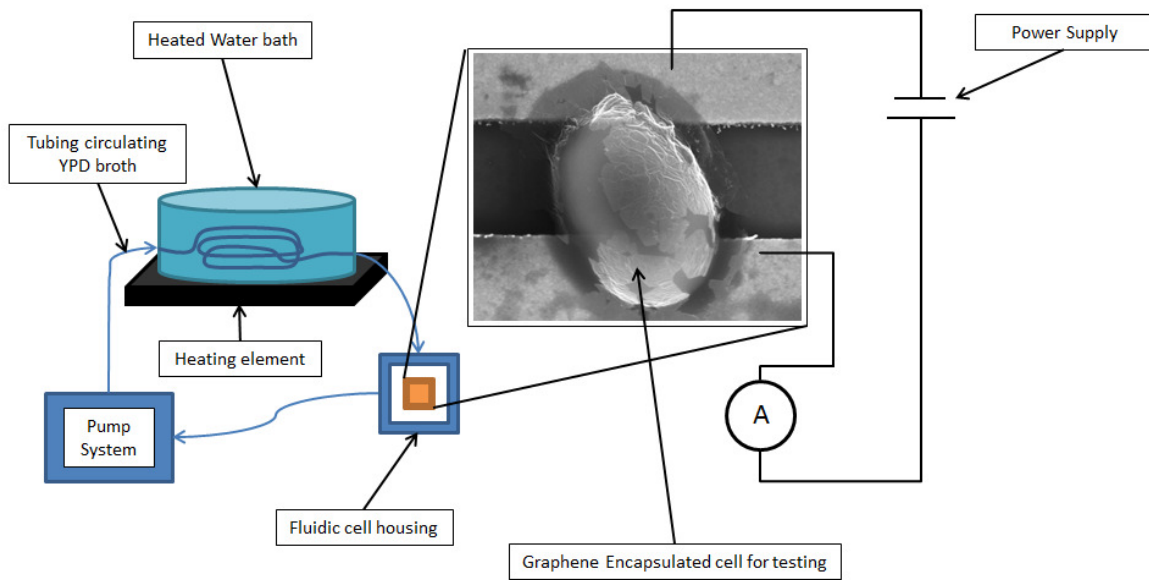 Heated Water bath
Power Supply
Tubing circulating
YPD broth
Heating element
Pump
System
A
Fluidic cell housing
Graphene Encapsulated cell for testing